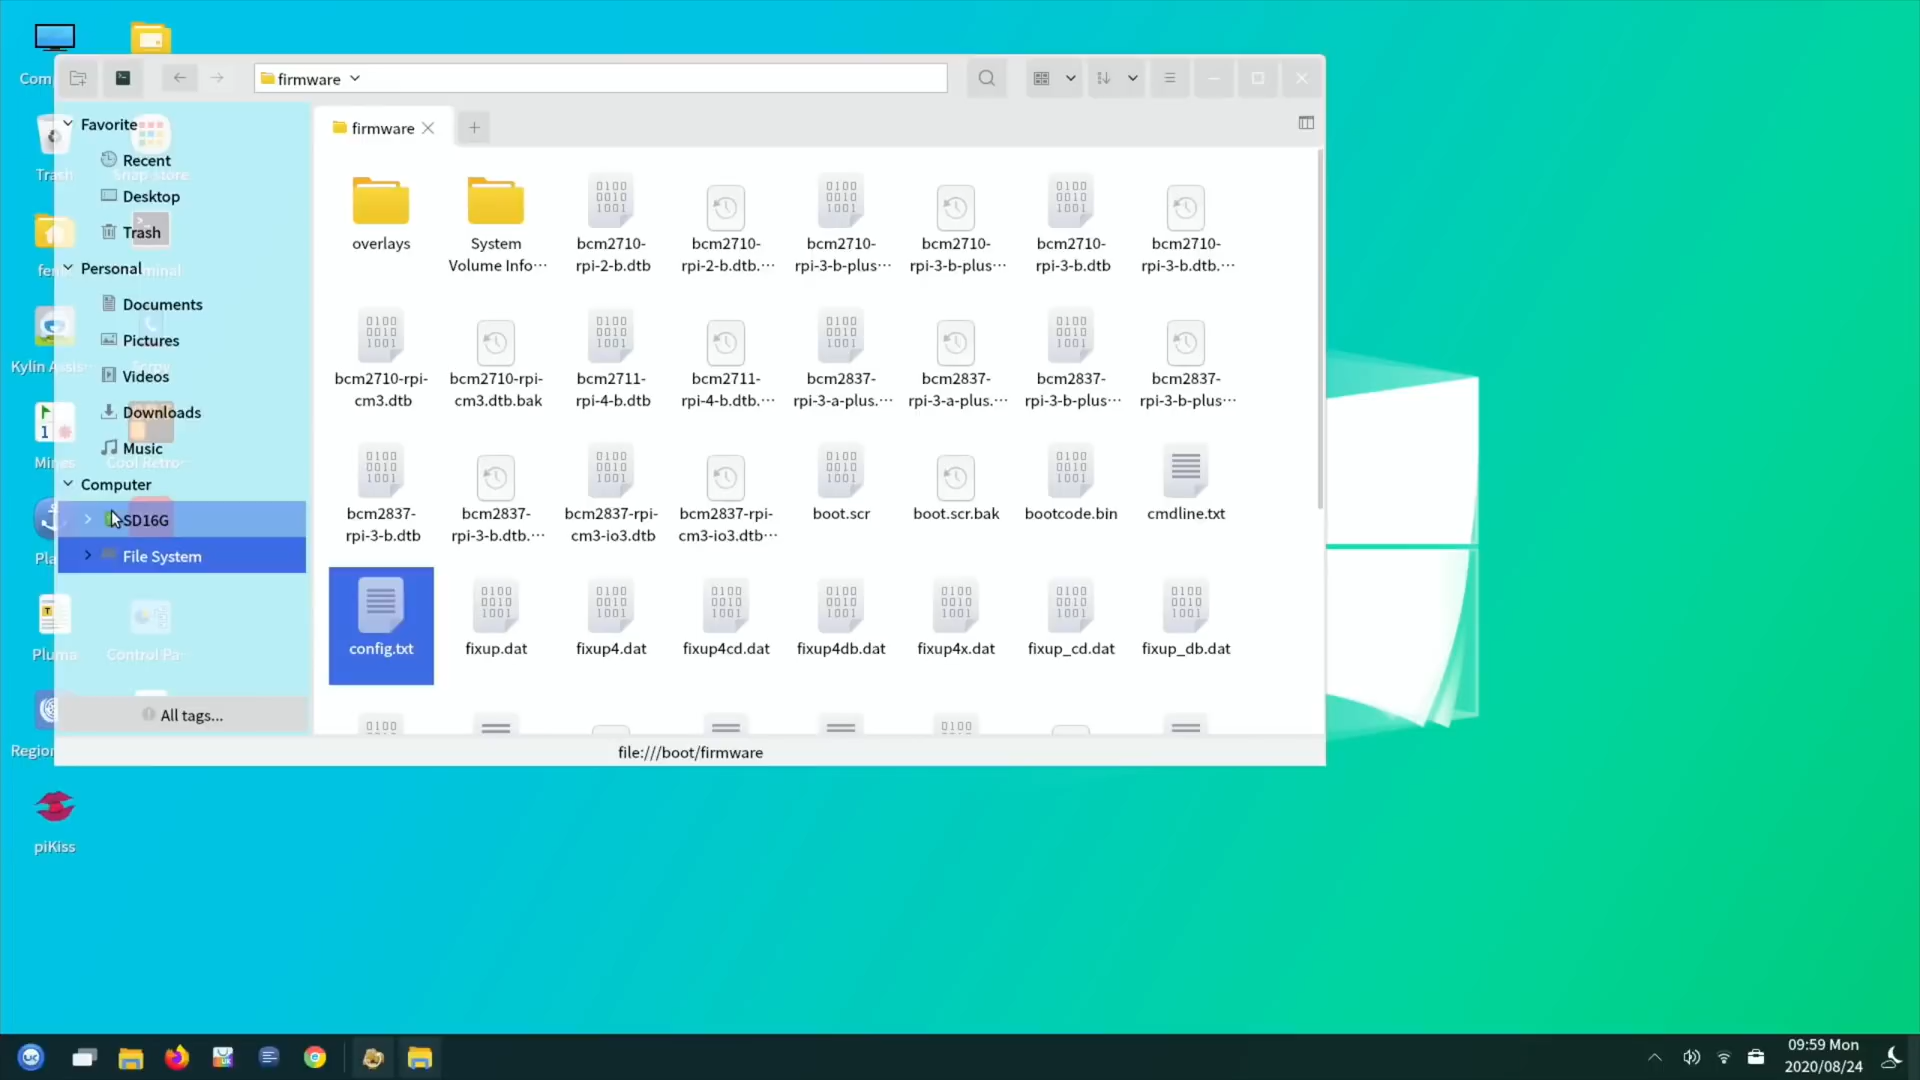 Com
firmware
firmware
Favorite
Recent
Snap Store
Trash
Desktop
Trash
Personal
Documents
Pictures
Videos
Downloads
Music
Computer
SD16G
File System
All tags...
overlays
System
Volume Info···
bcm2710-
rpi-2-b.dtb
bcm2710-
rpi-2-b.dtb.···
bcm2710-
rpi-3-b-plus···
bcm2710-
rpi-3-b-plus···
bcm2710-
rpi-3-b.dtb
bcm2710-
rpi-3-b.dtb.···
bcm2710-rpi-
cm3.dtb
bcm2710-rpi-
cm3.dtb.bak
bcm2711-
rpi-4-b.dtb
bcm2711-
rpi-4-b.dtb.···
bcm2837-
rpi-3-a-plus.···
bcm2837-
rpi-3-a-plus.···
bcm2837-
rpi-3-b-plus···
bcm2837-
rpi-3-b-plus···
bcm2837-
rpi-3-b.dtb
bcm2837-
rpi-3-b.dtb.···
bcm2837-rpi-
cm3-io3.dtb
bcm2837-rpi-
cm3-io3.dtb···
boot.scr
boot.scr.bak
bootcode.bin
cmdline.txt
config.txt
fixup.dat
fixup4.dat
fixup4cd.dat
fixup4db.dat
fixup4x.dat
fixup_cd.dat
fixup_db.dat
file:///boot/firmware
Kylin Assis···
Mines
Cool Retro-···
Pla
Pluma
Control Pa···
Region
piKiss
09:59 Mon
2020/08/24